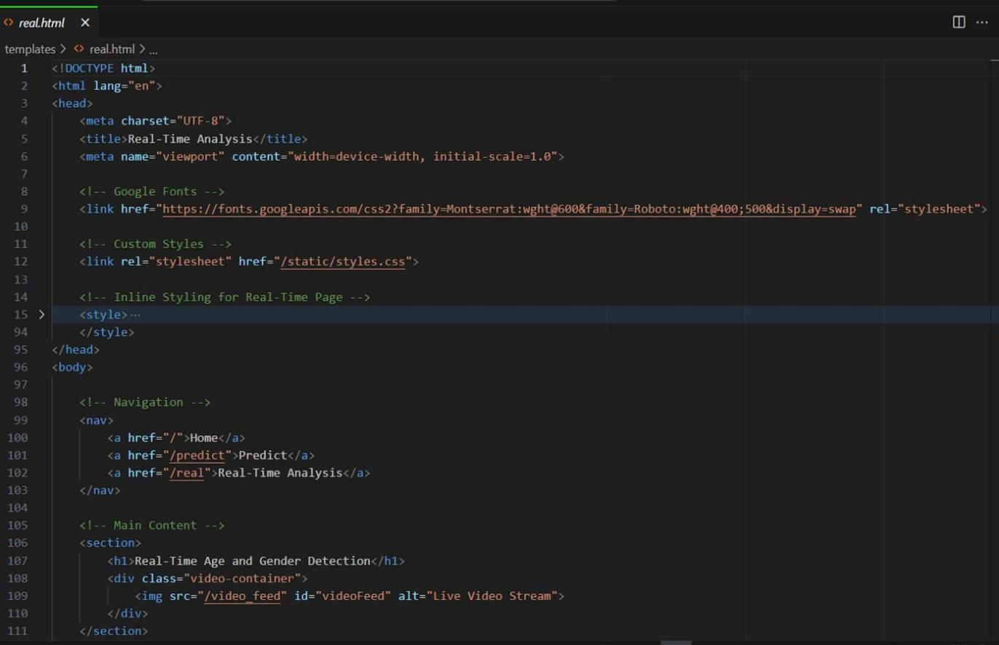 <> real.html ×
templates > <> real.html > ...
1 <!DOCTYPE html>
2 <html lang="en">
3 <head>
4     <meta charset="UTF-8">
5     <title>Real-Time Analysis</title>
6     <meta name="viewport" content="width=device-width, initial-scale=1.0">
7
8     <!-- Google Fonts -->
9     <link href="https://fonts.googleapis.com/css2?family=Montserrat:wght@600&family=Roboto:wght@400;500&display=swap" rel="stylesheet">
10
11     <!-- Custom Styles -->
12     <link rel="stylesheet" href="/static/styles.css">
13
14     <!-- Inline Styling for Real-Time Page -->
15 >     <style> ...
94     </style>
95 </head>
96 <body>
97
98     <!-- Navigation -->
99     <nav>
100         <a href="/">Home</a>
101         <a href="/predict">Predict</a>
102         <a href="/real">Real-Time Analysis</a>
103     </nav>
104
105     <!-- Main Content -->
106     <section>
107         <h1>Real-Time Age and Gender Detection</h1>
108         <div class="video-container">
109             <img src="/video_feed" id="videoFeed" alt="Live Video Stream">
110         </div>
111     </section>